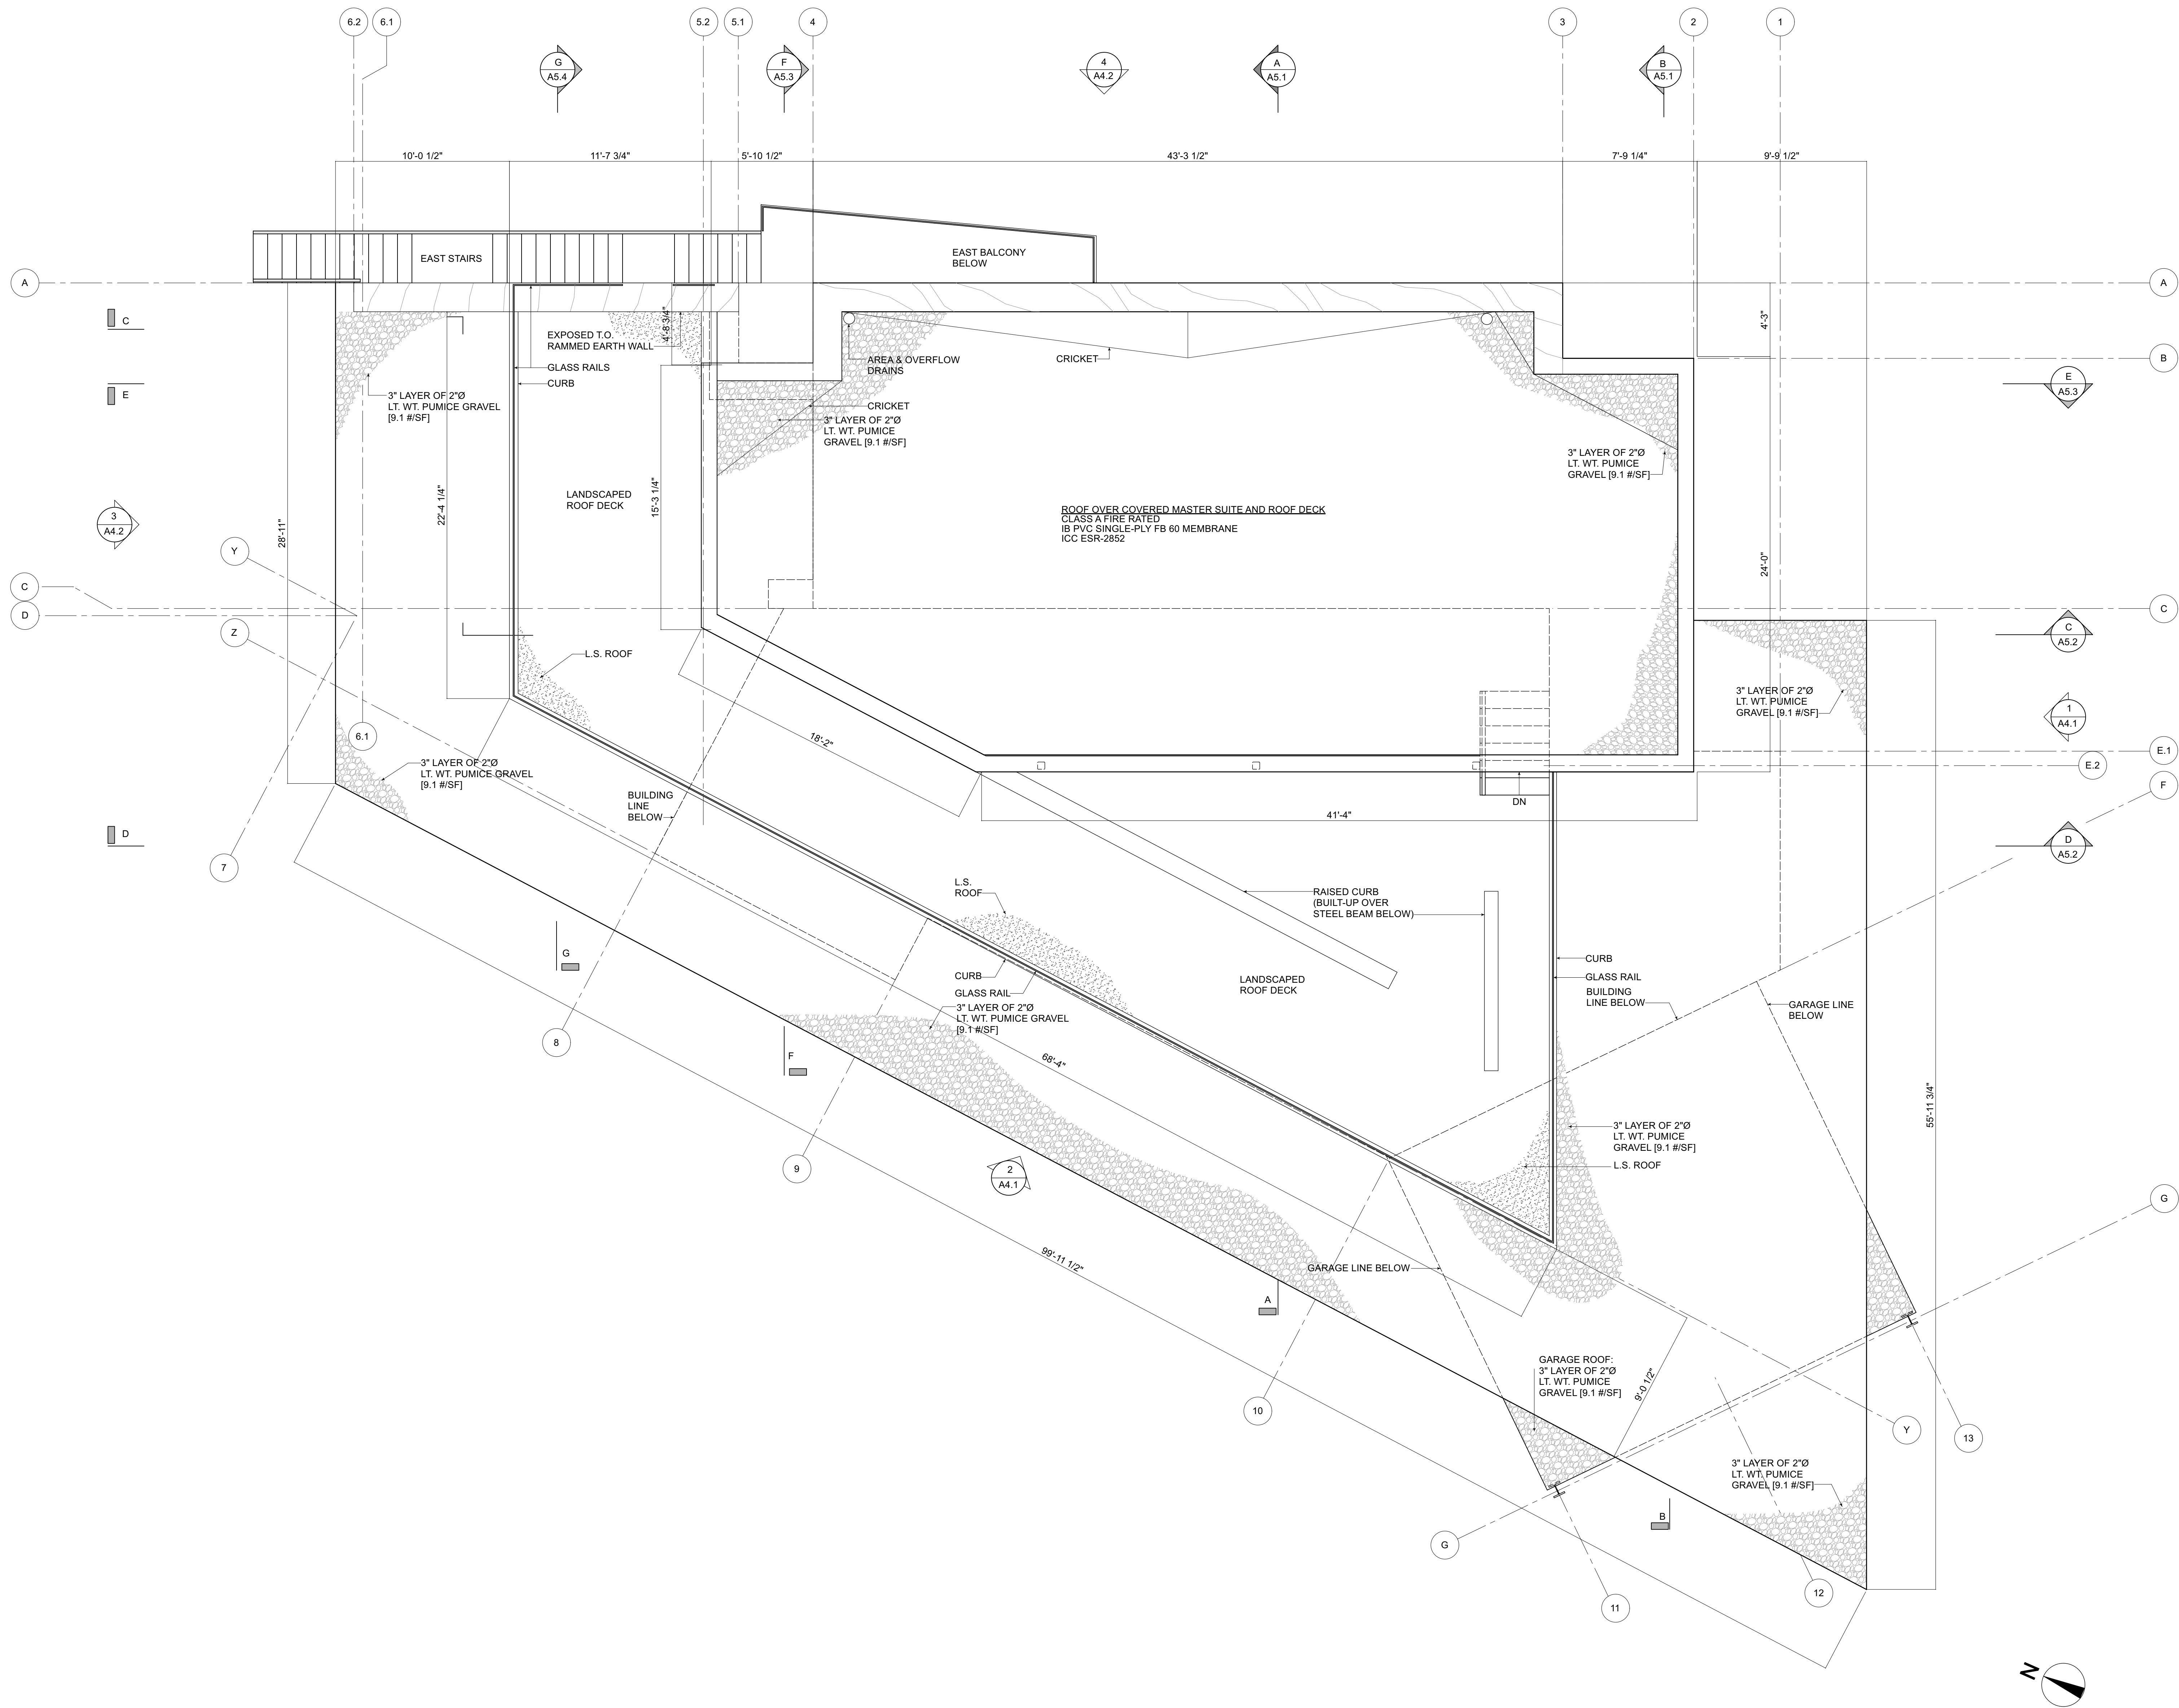 6.2
6.1
5.2
5.1
4
3
2
1
G
A5.4
F
A5.3
4
A4.2
A
A5.1
B
A5.1
10'-0 1/2"
11'-7 3/4"
5'-10 1/2"
43'-3 1/2"
7'-9 1/4"
9'-9 1/2"
EAST STAIRS
EAST BALCONY
BELOW
A
A
C
4'-8 3/4"
4'-3"
EXPOSED T.O.
RAMMED EARTH WALL
GLASS RAILS
CURB
AREA & OVERFLOW
DRAINS
CRICKET
B
E
E
A5.3
3" LAYER OF 2"Ø
LT. WT. PUMICE GRAVEL
[9.1 #/SF]
CRICKET
3" LAYER OF 2"Ø
LT. WT. PUMICE
GRAVEL [9.1 #/SF]
3" LAYER OF 2"Ø
LT. WT. PUMICE
GRAVEL [9.1 #/SF]
LANDSCAPED
ROOF DECK
22'-4 1/4"
15'-3 1/4"
28'-11"
24'-0"
3
A4.2
ROOF OVER COVERED MASTER SUITE AND ROOF DECK
CLASS A FIRE RATED
IB PVC SINGLE-PLY FB 60 MEMBRANE
ICC ESR-2852
Y
C
D
Z
C
C
A5.2
L.S. ROOF
3" LAYER OF 2"Ø
LT. WT. PUMICE
GRAVEL [9.1 #/SF]
1
A4.1
6.1
18'-2"
E.1
E.2
F
3" LAYER OF 2"Ø
LT. WT. PUMICE GRAVEL
[9.1 #/SF]
BUILDING
LINE
BELOW
DN
41'-4"
D
D
A5.2
7
L.S.
ROOF
RAISED CURB
(BUILT-UP OVER
STEEL BEAM BELOW)
G
CURB
GLASS RAIL
3" LAYER OF 2"Ø
LT. WT. PUMICE GRAVEL
[9.1 #/SF]
LANDSCAPED
ROOF DECK
CURB
GLASS RAIL
BUILDING
LINE BELOW
GARAGE LINE
BELOW
8
F
68'-4"
55'-11 3/4"
3" LAYER OF 2"Ø
LT. WT. PUMICE
GRAVEL [9.1 #/SF]
L.S. ROOF
9
2
A4.1
G
99'-11 1/2"
GARAGE LINE BELOW
A
GARAGE ROOF:
3" LAYER OF 2"Ø
LT. WT. PUMICE
GRAVEL [9.1 #/SF]
9'-0 1/2"
10
Y
13
3" LAYER OF 2"Ø
LT. WT. PUMICE
GRAVEL [9.1 #/SF]
B
G
12
11
N